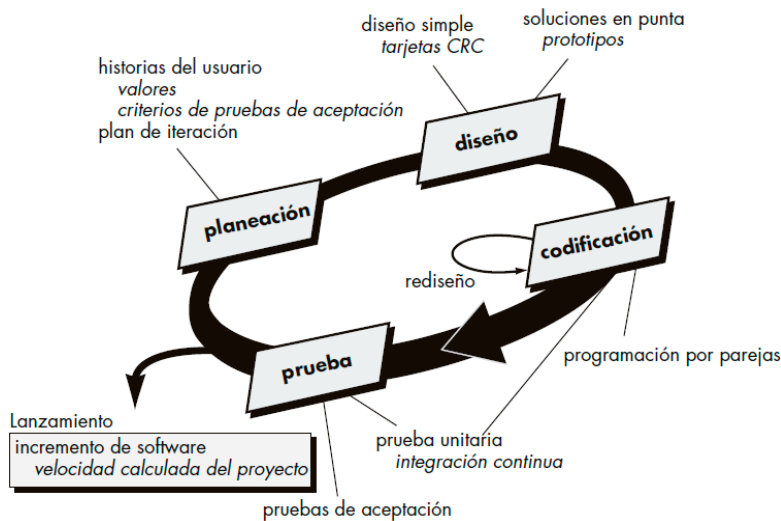 diseño simple
tarjetas CRC
soluciones en punta
prototipos
historias del usuario
valores
criterios de pruebas de aceptación
plan de iteración
diseño
planeación
codificación
rediseño
programación por parejas
prueba
prueba unitaria
integración continua
Lanzamiento
incremento de software
velocidad calculada del proyecto
pruebas de aceptación